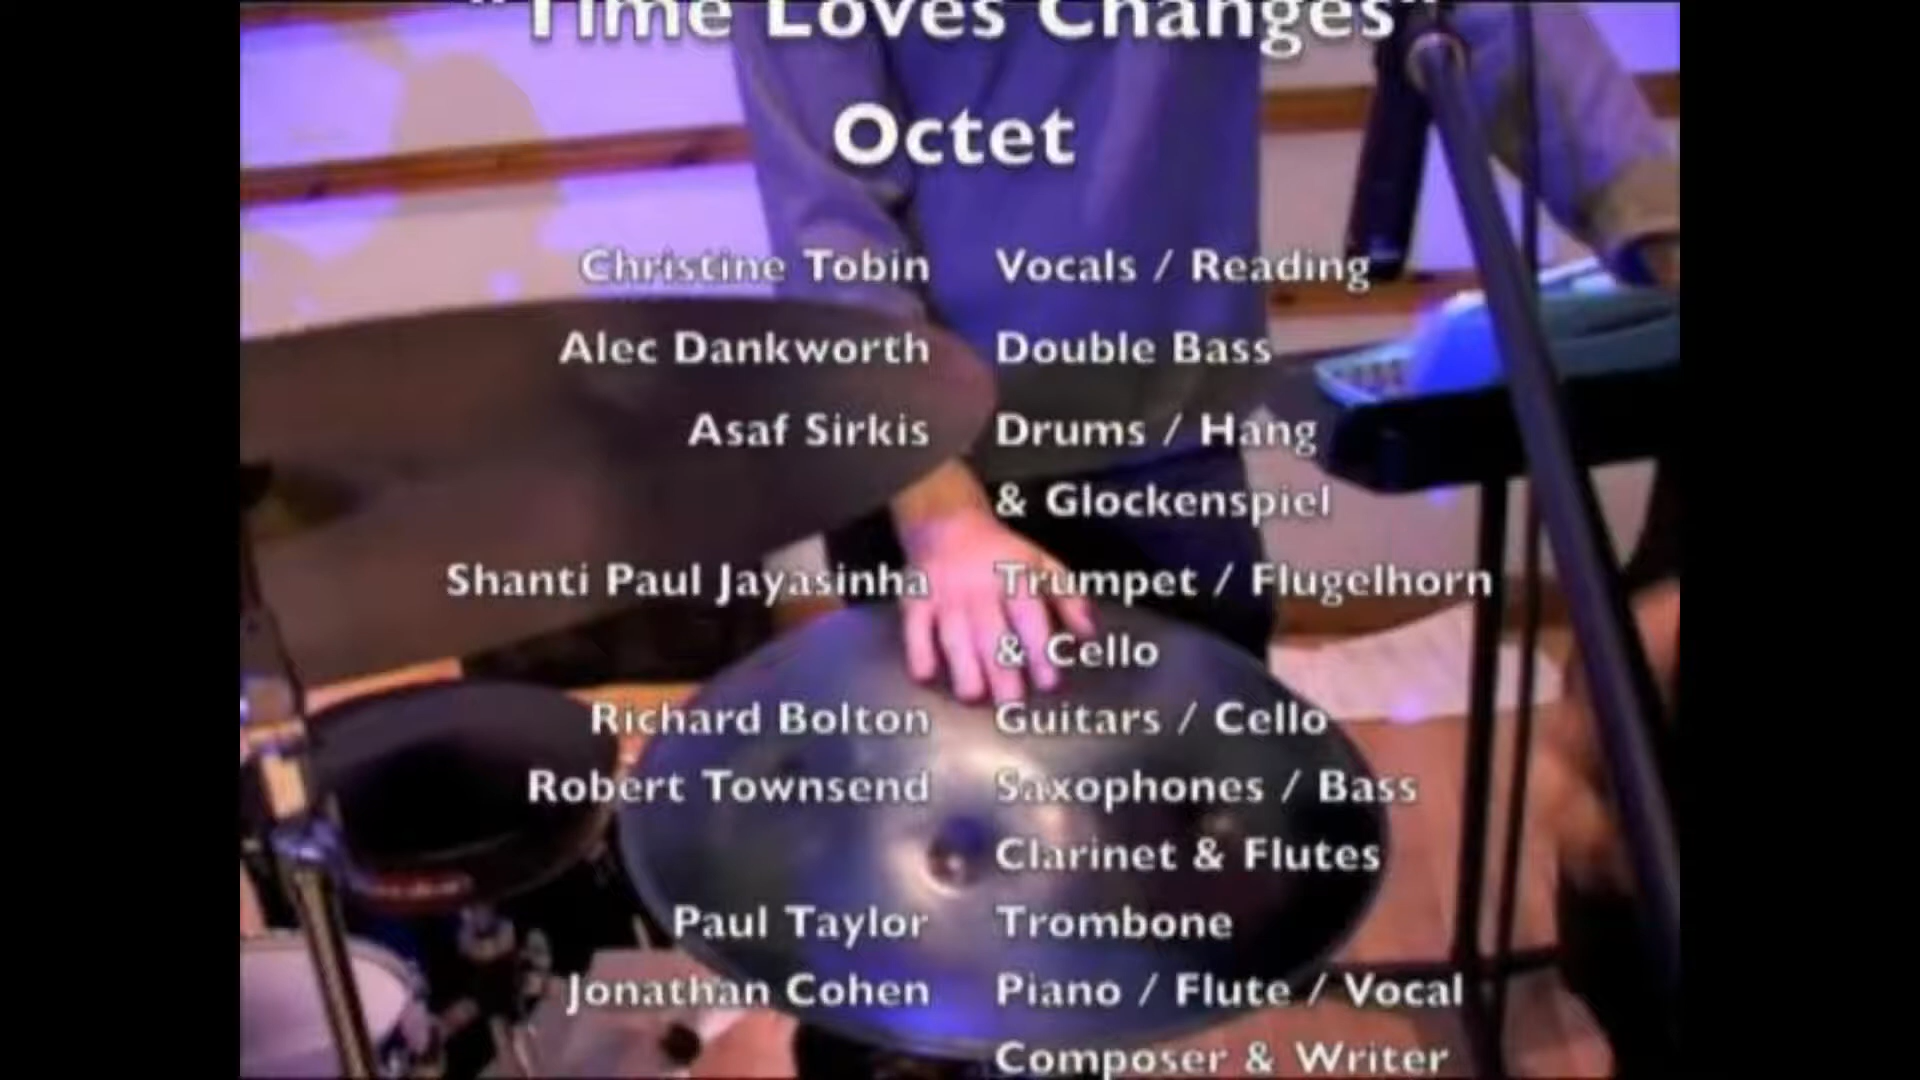 "Time Loves Changes"
Octet
Christine Tobin Vocals / Reading
Alec Dankworth Double Bass
Asaf Sirkis Drums / Hang
& Glockenspiel
Shanti Paul Jayasinha Trumpet / Flugelhorn
& Cello
Richard Bolton Guitars / Cello
Robert Townsend Saxophones / Bass
Clarinet & Flutes
Paul Taylor Trombone
Jonathan Cohen Piano / Flute / Vocal
Composer & Writer